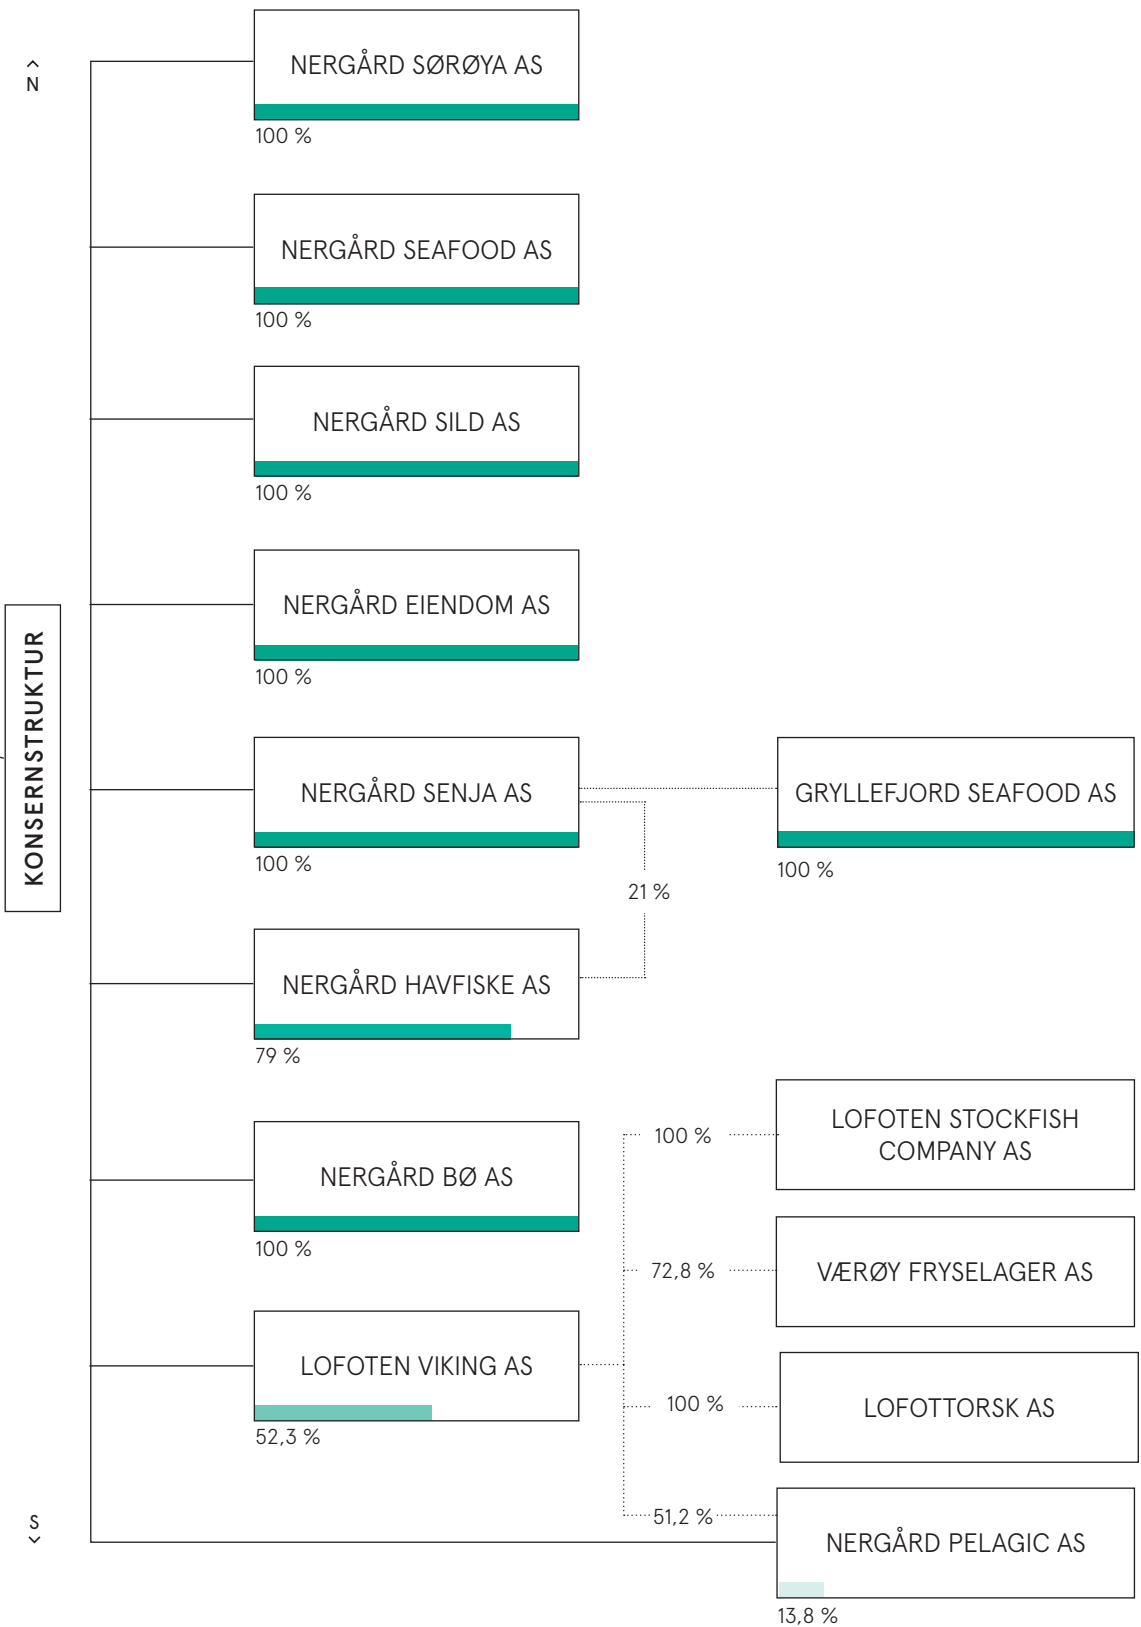 N
NERGÅRD SØRØYA AS
100 %
NERGÅRD SEAFOOD AS
100 %
NERGÅRD SILD AS
100 %
NERGÅRD EIENDOM AS
100 %
KONSERNSTRUKTUR
NERGÅRD SENJA AS
100 %
GRYLLEFJORD SEAFOOD AS
100 %
21 %
NERGÅRD HAVFISKE AS
79 %
NERGÅRD BØ AS
100 %
LOFOTEN VIKING AS
52,3 %
100 %
LOFOTEN STOCKFISH
COMPANY AS
72,8 %
VÆRØY FRYSELAGER AS
100 %
LOFOTTORSK AS
51,2 %
NERGÅRD PELAGIC AS
13,8 %
S